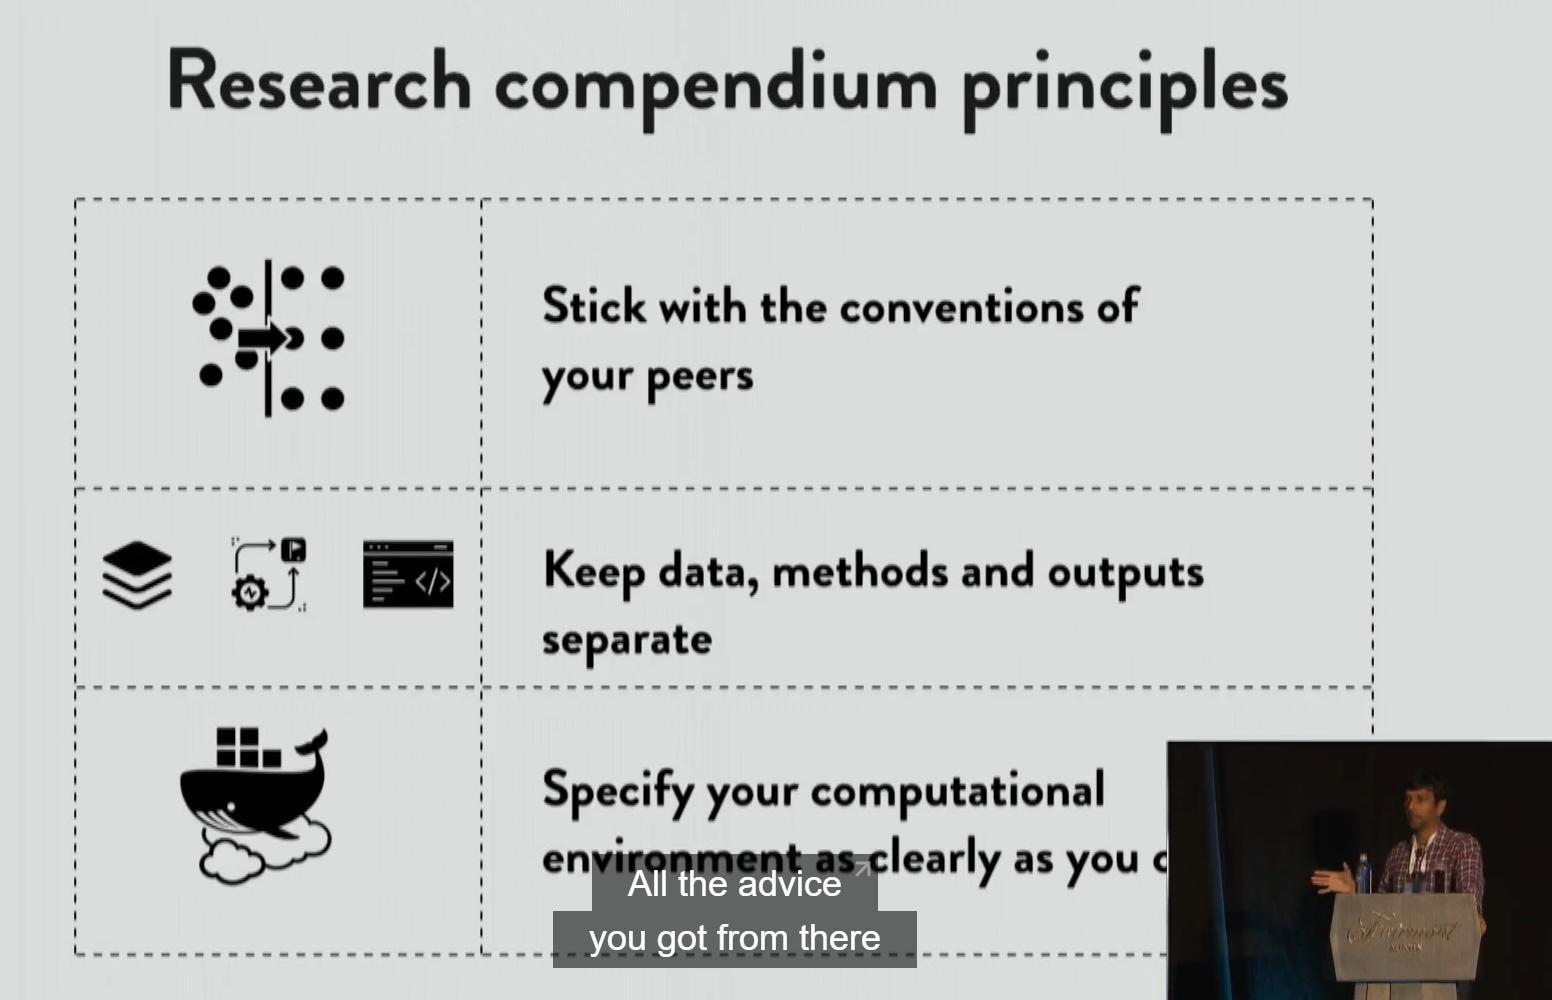 Research compendium principles
Stick with the conventions of
your peers
Keep data, methods and outputs
separate
Specify your computational
environment as clearly as you
All the advice
you got from there
Fairmont
AUSTIN